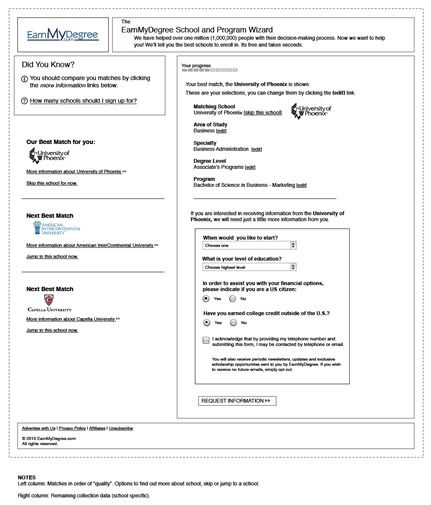 EarnMyDegree
.com
The
EarnMyDegree School and Program Wizard
We have helped over one million (1,000,000) people with their decision-making process. Now we want to help
you! We'll tell you the best schools to enroll in. Its free and takes seconds.
Did You Know?
You should compare you matches by clicking
the more information links below.
How many schools should I sign up for?
Our Best Match for you:
University of
Phoenix
More information about University of Phoenix >>
Skip this school for now.
Next Best Match
AMERICAN
INTERCONTINENTAL
UNIVERSITY
More information about American InterContinental University >>
Jump to this school now.
Next Best Match
CAPELLA UNIVERSITY
More information about Capella University >>
Jump to this school now.
Your progress
Your best match, the University of Phoenix is shown.
These are your selections, you can change them by clicking the [edit] link.
Matching School
University of Phoenix [skip this school]
University of
Phoenix
Area of Study
Business [edit]
Specialty
Business Administration [edit]
Degree Level
Associate's Programs [edit]
Program
Bachelor of Science in Business - Marketing [edit]
If you are interested in receiving information from the University of
Phoenix, we will need just a little more information from you.
When would you like to start?
Choose one
What is your level of education?
Choose highest level
In order to assist you with your financial options,
please indicate if you are a US citizen:
Yes No
Have you earned college credit outside of the U.S.?
Yes No
I acknowledge that by providing my telephone number and
submitting this form, I may be contacted by telephone or email.
You will also receive periodic newsletters, updates and exclusive
scholarship opportunities sent to you by EarnMyDegree. If you wish
to receive no future emails, simply opt out.
REQUEST INFORMATION >>
Advertise with Us | Privacy Policy | Affiliates | Unsubscribe
© 2010 EarnMyDegree.com
All rights reserved.
NOTES
Left column: Matches in order of "quality". Options to find out more about school, skip or jump to a school.
Right column: Remaining collection data (school specific).